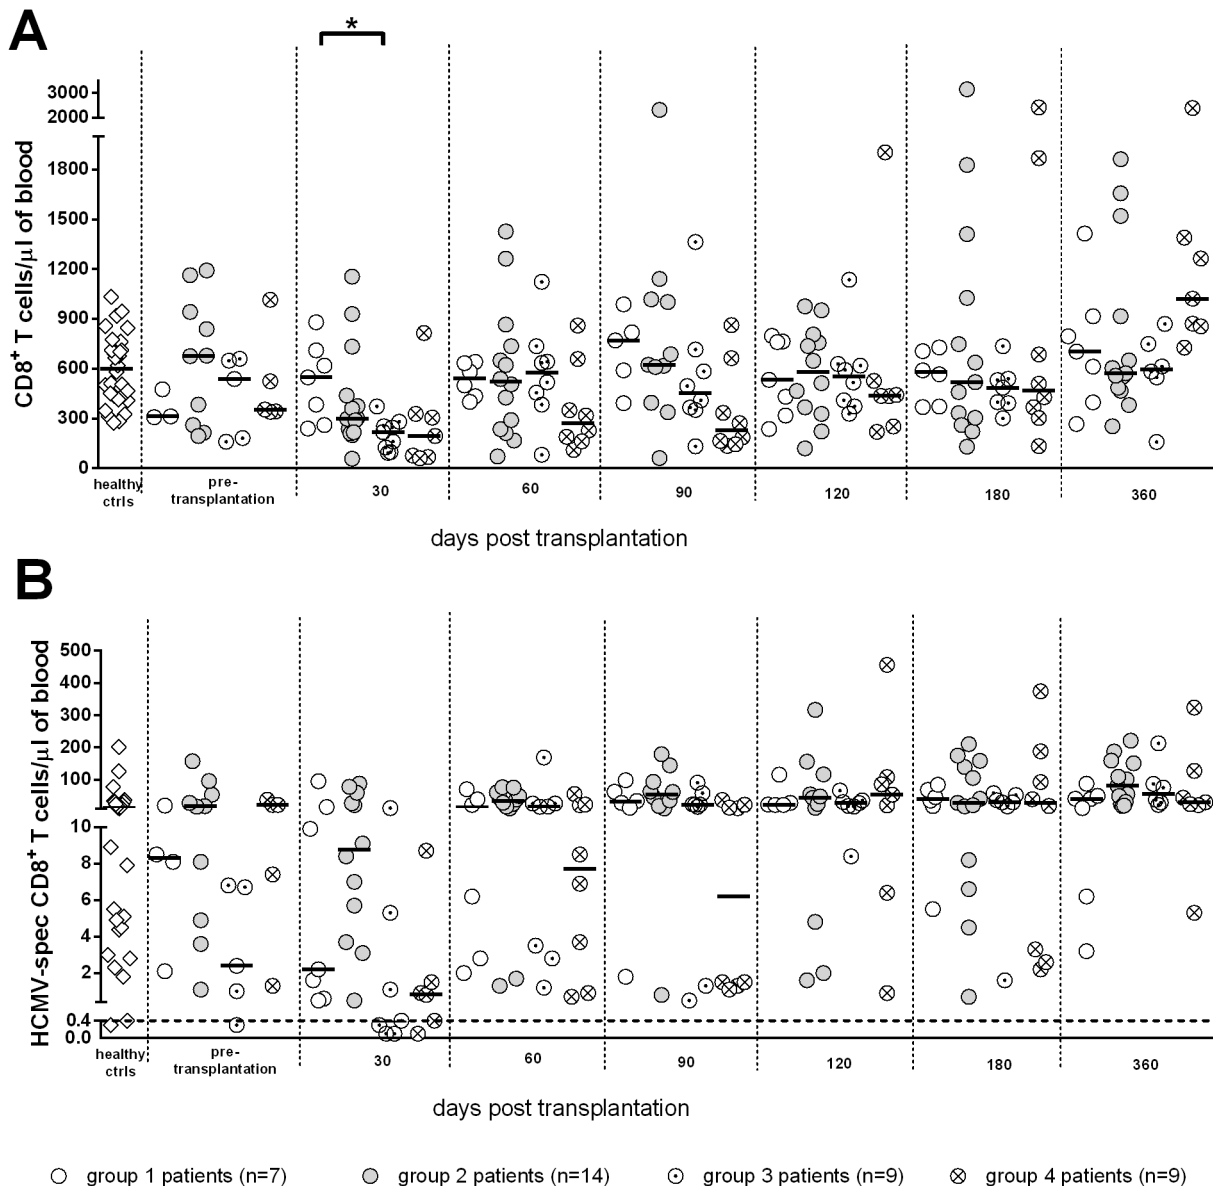 A
*
CD8+ T cells/µl of blood
3000
2000
1800
1500
1200
900
600
300
0
healthy ctrls
pre-transplantation
30
60
90
120
180
360
days post transplantation
B
HCMV-spec CD8+ T cells/µl of blood
500
400
300
200
100
10
8
6
4
2
0.4
0.0
healthy ctrls
pre-transplantation
30
60
90
120
180
360
days post transplantation
group 1 patients (n=7)
group 2 patients (n=14)
group 3 patients (n=9)
group 4 patients (n=9)